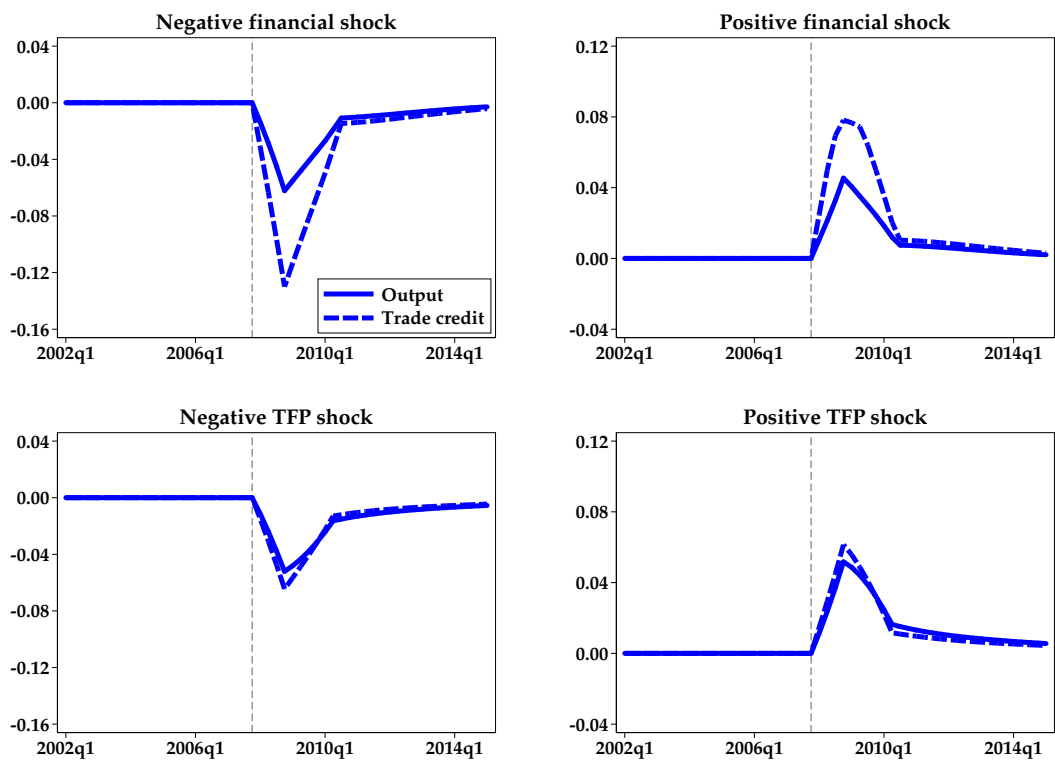 Negative financial shock
0.04
0.00
-0.04
-0.08
-0.12
-0.16
Output
Trade credit
2002q1 2006q1 2010q1 2014q1
Positive financial shock
0.12
0.08
0.04
0.00
-0.04
2002q1 2006q1 2010q1 2014q1
Negative TFP shock
0.04
0.00
-0.04
-0.08
-0.12
-0.16
2002q1 2006q1 2010q1 2014q1
Positive TFP shock
0.12
0.08
0.04
0.00
-0.04
2002q1 2006q1 2010q1 2014q1